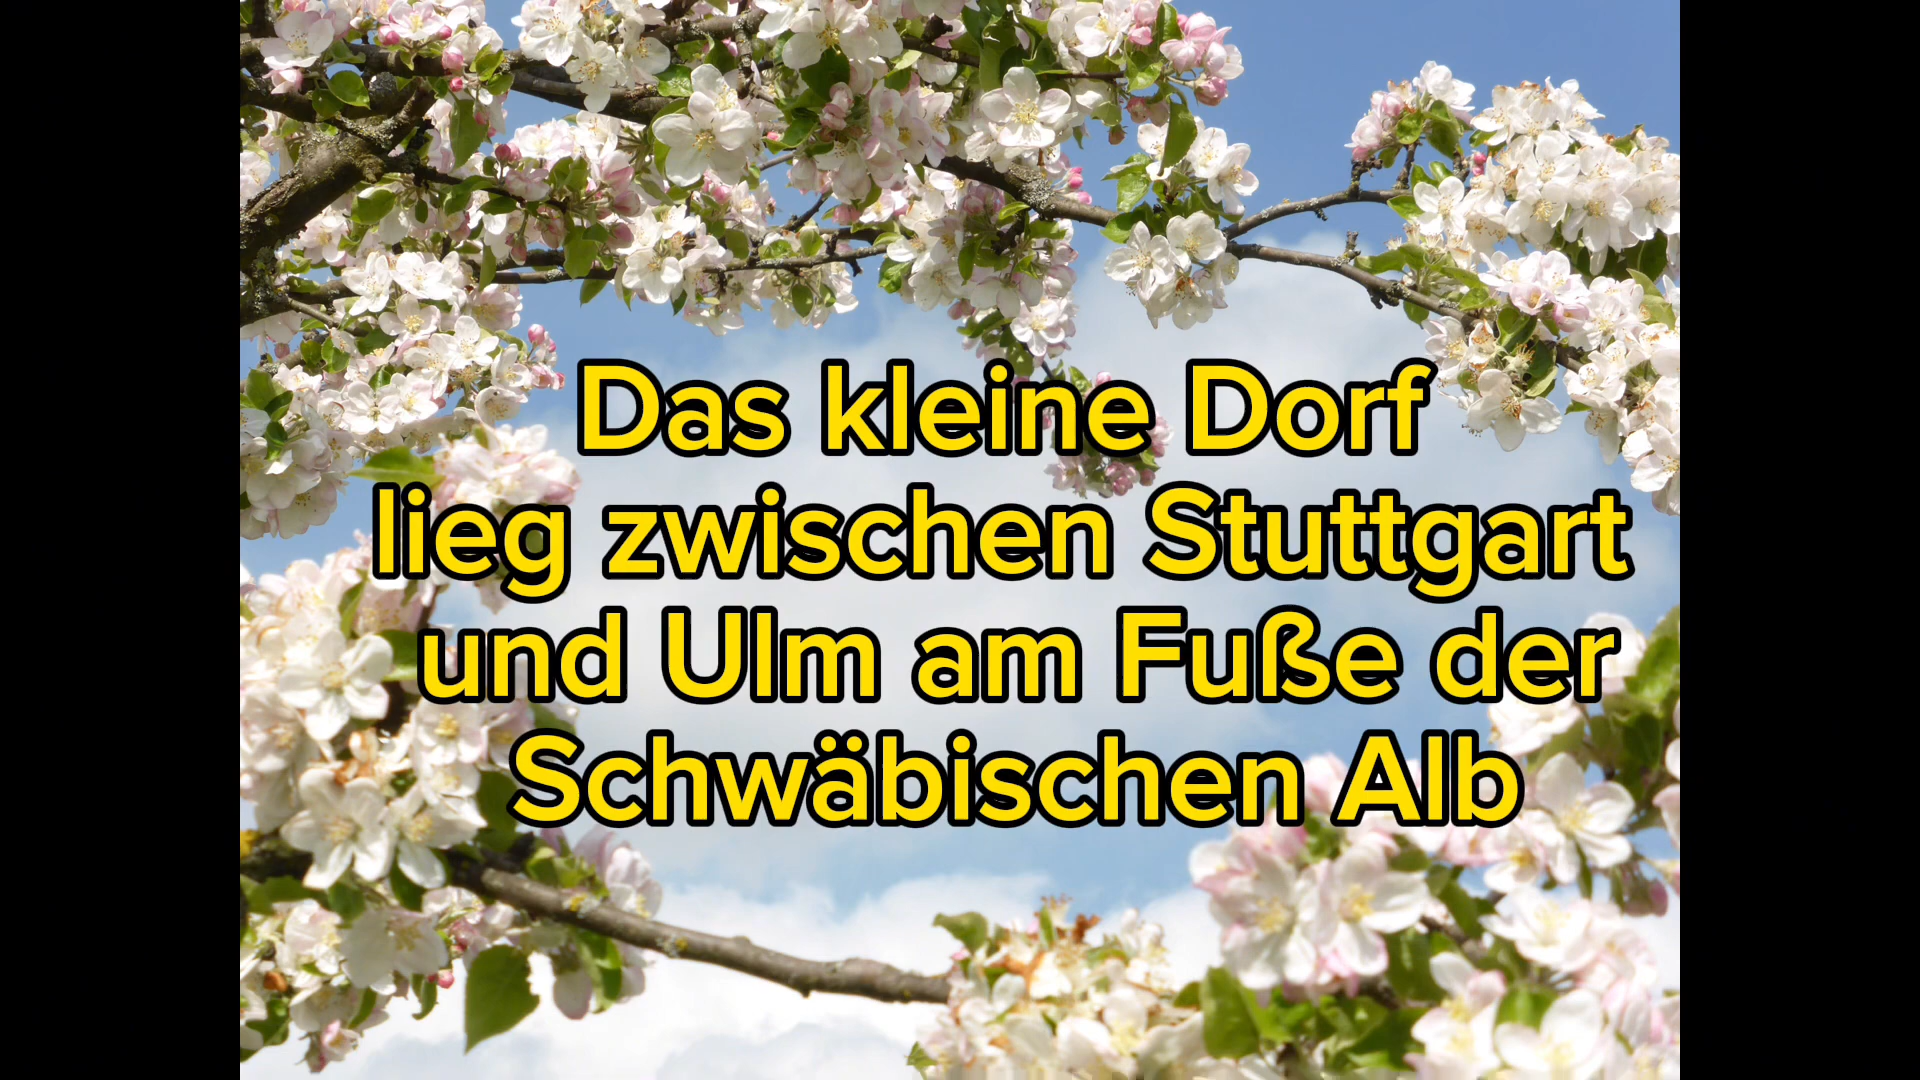 Das kleine Dorf
lieg zwischen Stuttgart
und Ulm am Fuße der
Schwäbischen Alb